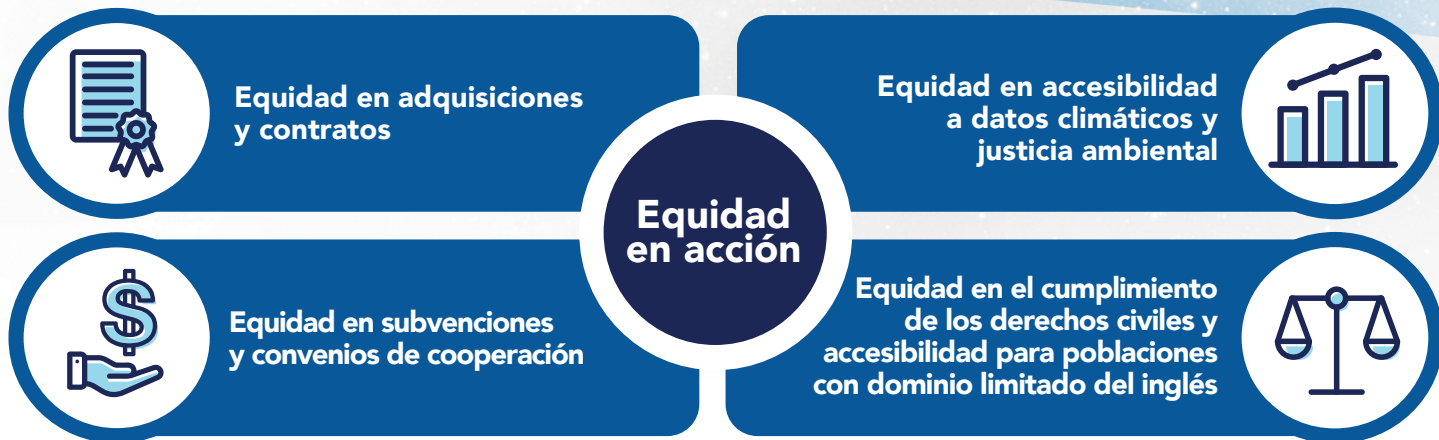 Equidad en adquisiciones
y contratos
Equidad en accesibilidad
a datos climáticos y
justicia ambiental
Equidad
en acción
Equidad en subvenciones
y convenios de cooperación
Equidad en el cumplimiento
de los derechos civiles y
accesibilidad para poblaciones
con dominio limitado del inglés